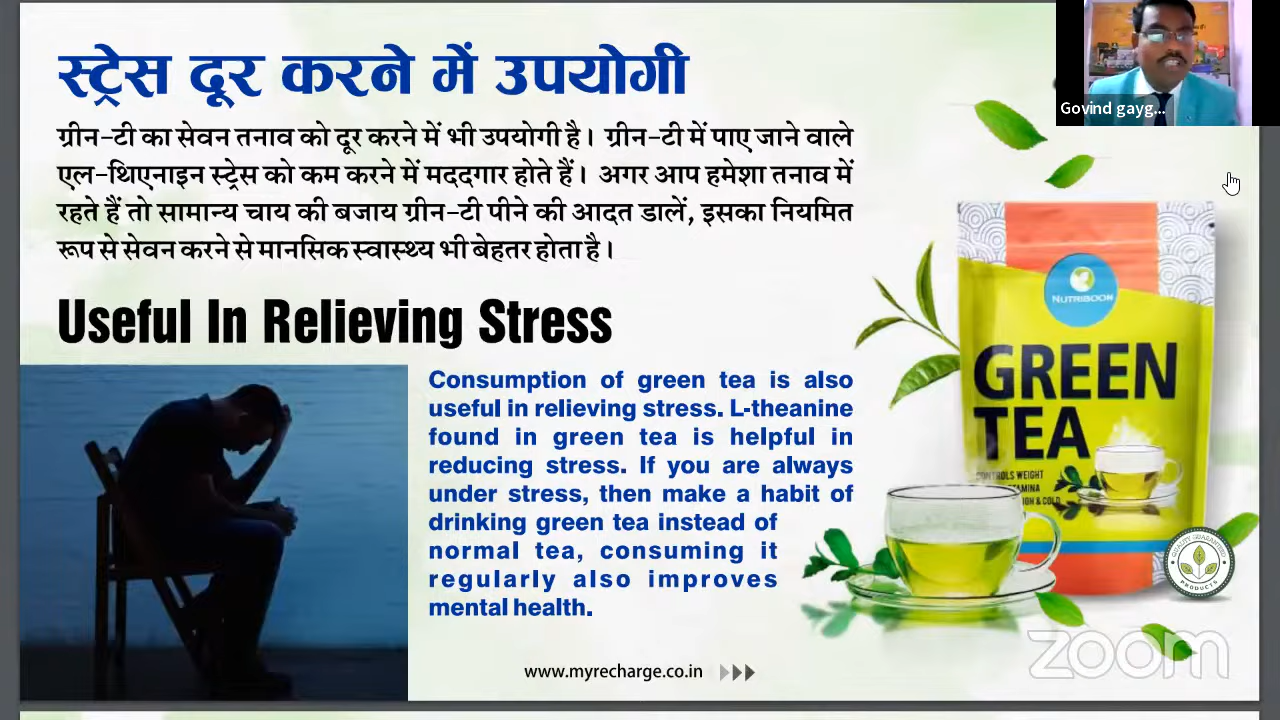 स्ट्रेस दूर करने में उपयोगी
Govind gayg...
ग्रीन-टी का सेवन तनाव को दूर करने में भी उपयोगी है। ग्रीन-टी में पाए जाने वाले
एल-थिएनाइन स्ट्रेस को कम करने में मददगार होते हैं। अगर आप हमेशा तनाव में
रहते हैं तो सामान्य चाय की बजाय ग्रीन-टी पीने की आदत डालें, इसका नियमित
रूप से सेवन करने से मानसिक स्वास्थ्य भी बेहतर होता है।
Useful In Relieving Stress
Consumption of green tea is also
useful in relieving stress. L-theanine
found in green tea is helpful in
reducing stress. If you are always
under stress, then make a habit of
drinking green tea instead of
normal tea, consuming it
regularly also improves
mental health.
NUTRIBOON
GREEN
TEA
CONTROLS WEIGHT
& COLD
QUALITY GUARANTEED
PRODUCTS
www.myrecharge.co.in
zoom